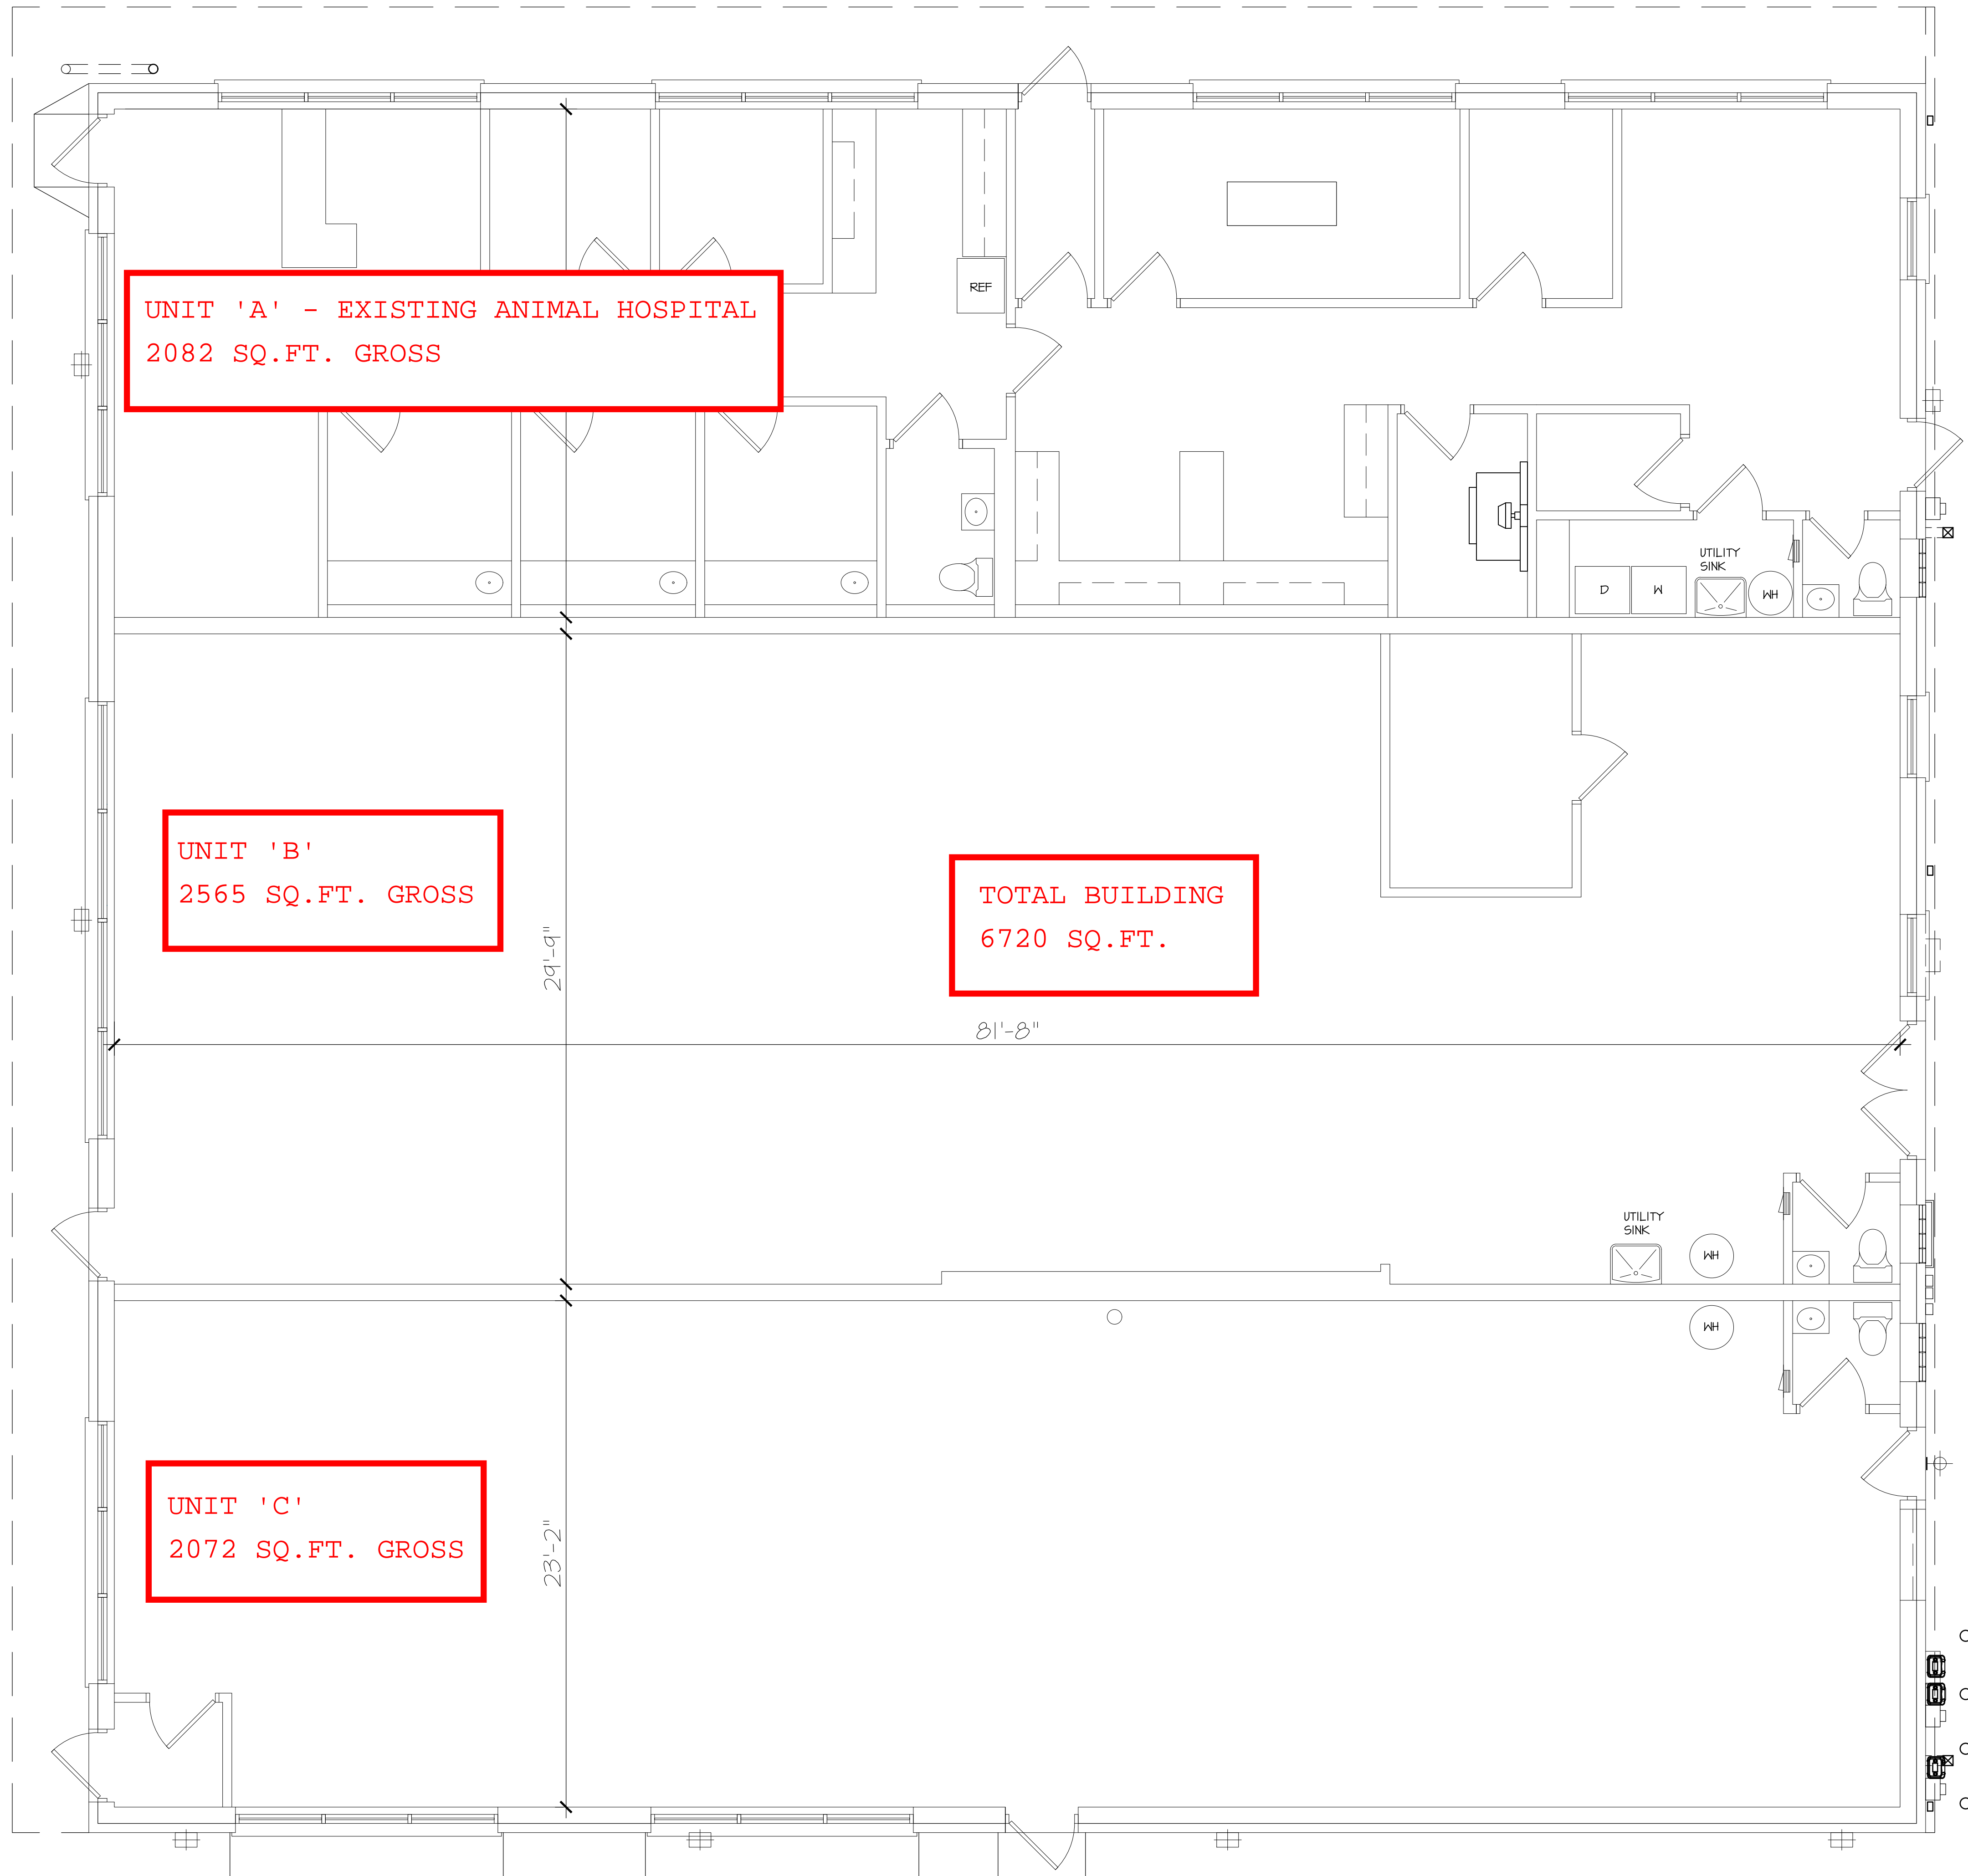 REF
UNIT 'A' - EXISTING ANIMAL HOSPITAL
2082 SQ.FT. GROSS
UTILITY
SINK
D
W
WH
UNIT 'B'
2565 SQ.FT. GROSS
TOTAL BUILDING
6720 SQ.FT.
29'-9"
81'-8"
UTILITY
SINK
WH
WH
UNIT 'C'
2072 SQ.FT. GROSS
23'-2"